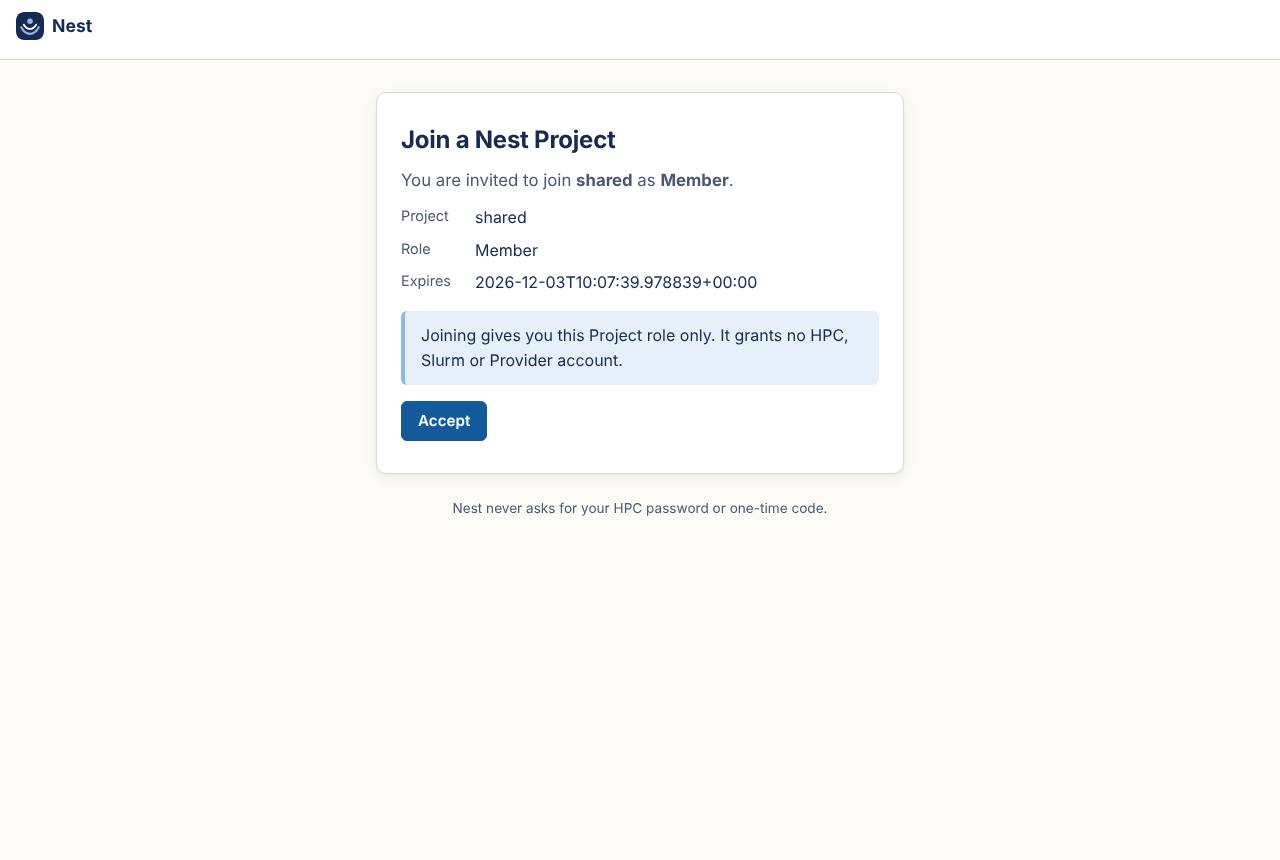 Nest
Join a Nest Project
You are invited to join shared as Member.
Project shared
Role Member
Expires 2026-12-03T10:07:39.978839+00:00
Joining gives you this Project role only. It grants no HPC,
Slurm or Provider account.
Accept
Nest never asks for your HPC password or one-time code.